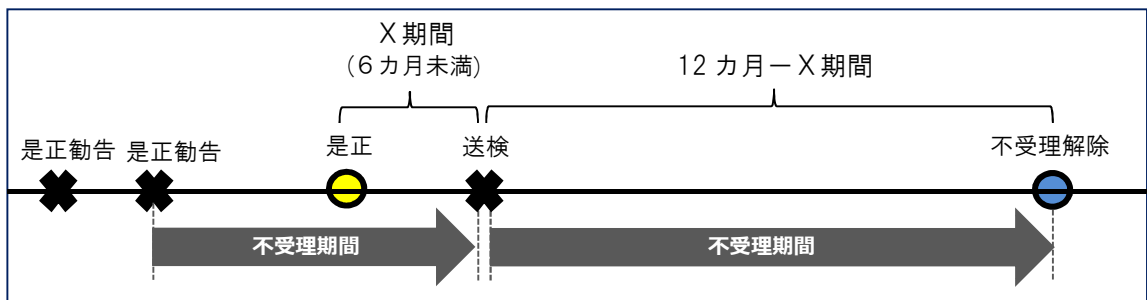 X期間
(6カ月未満)
12カ月－X期間
是正勧告
是正勧告
是正
送検
不受理解除
不受理期間
不受理期間